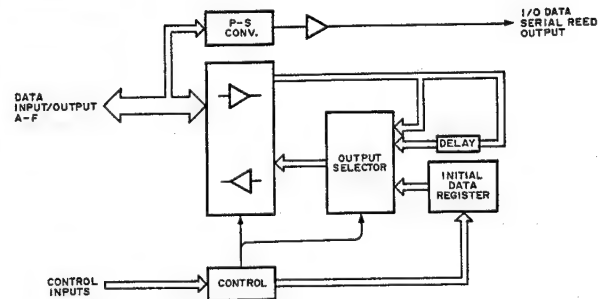 P-S
CONV.
I/O DATA
SERIAL REED
OUTPUT
DATA
INPUT/OUTPUT
A-F
DELAY
OUTPUT
SELECTOR
INITIAL
DATA
REGISTER
CONTROL
INPUTS
CONTROL